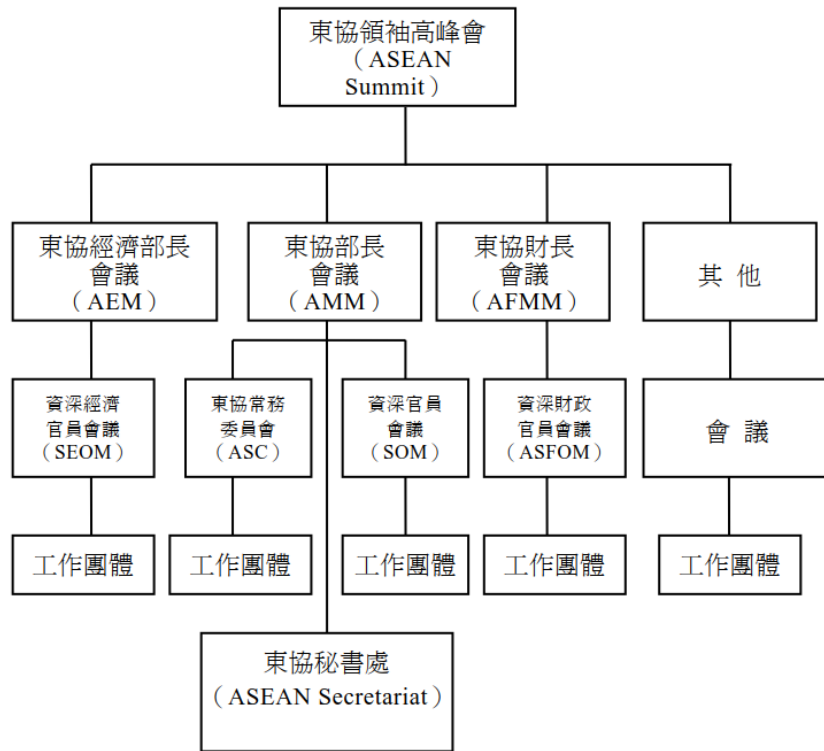 東協領袖高峰會
（ASEAN
Summit）
東協經濟部長
會議
（AEM）
東協部長
會議
（AMM）
東協財長
會議
（AFMM）
其 他
資深經濟
官員會議
（SEOM）
東協常務
委員會
（ASC）
資深官員
會議
（SOM）
資深財政
官員會議
（ASFOM）
會 議
工作團體
工作團體
工作團體
工作團體
工作團體
東協秘書處
（ASEAN Secretariat）